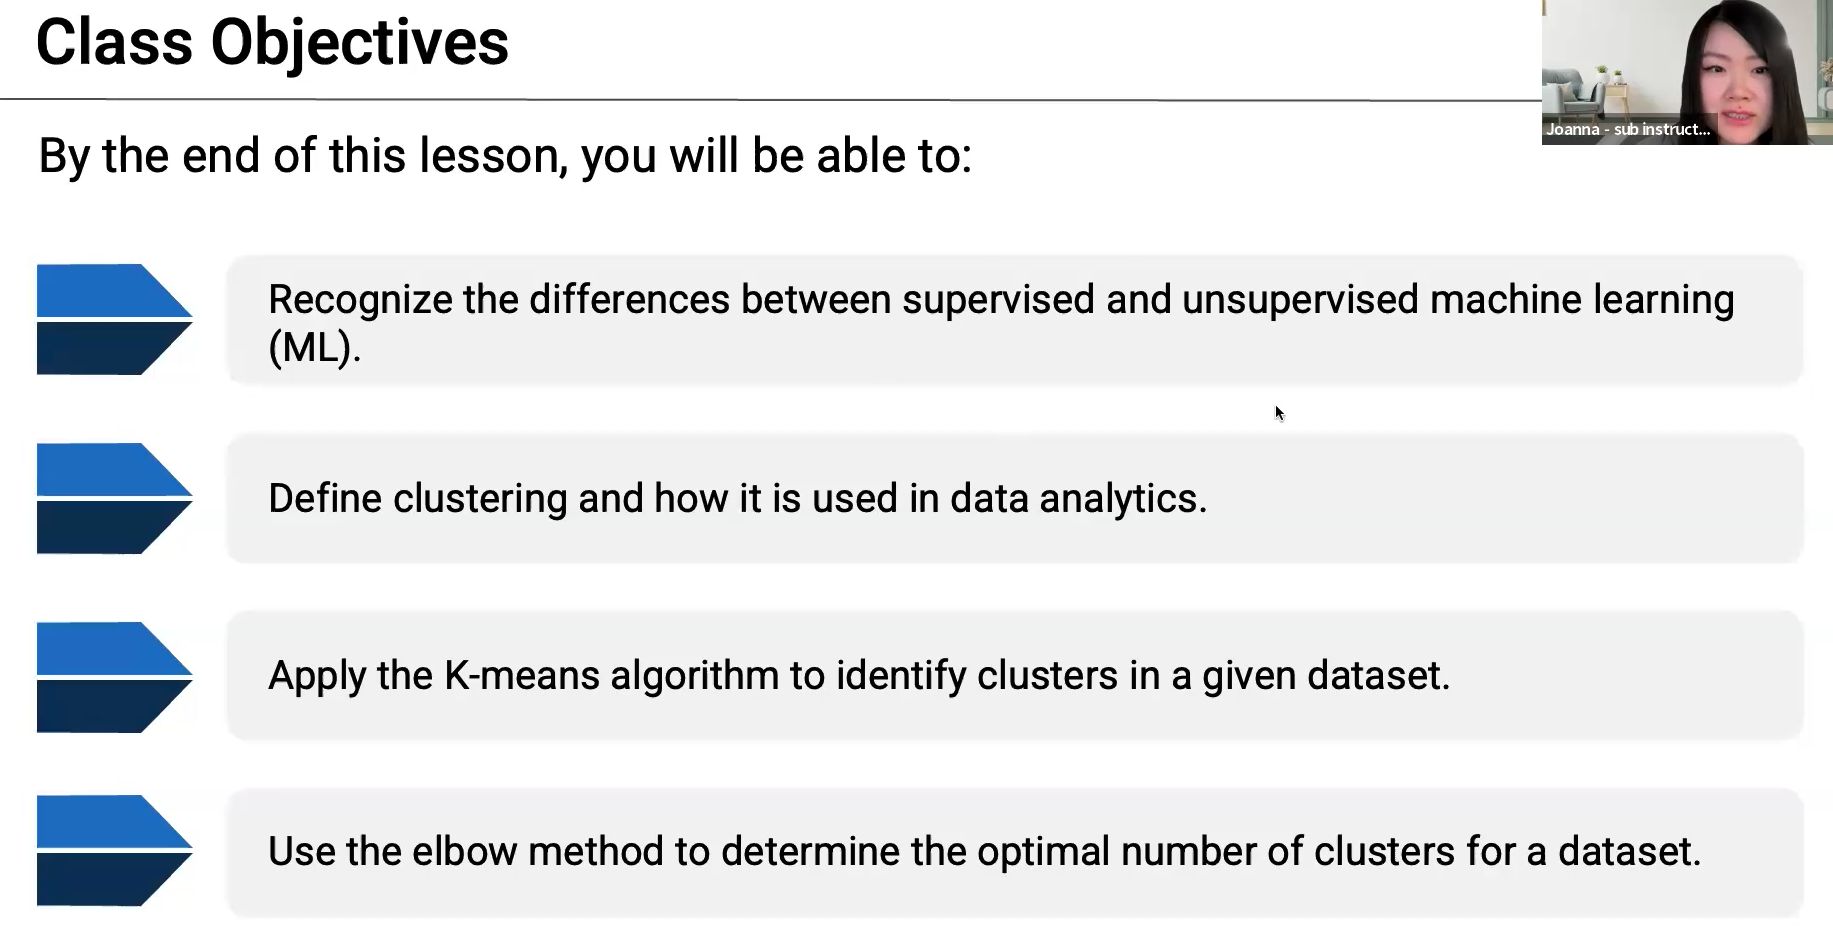 Class Objectives
Joanna - sub instruct...
By the end of this lesson, you will be able to:
Recognize the differences between supervised and unsupervised machine learning
(ML).
Define clustering and how it is used in data analytics.
Apply the K-means algorithm to identify clusters in a given dataset.
Use the elbow method to determine the optimal number of clusters for a dataset.